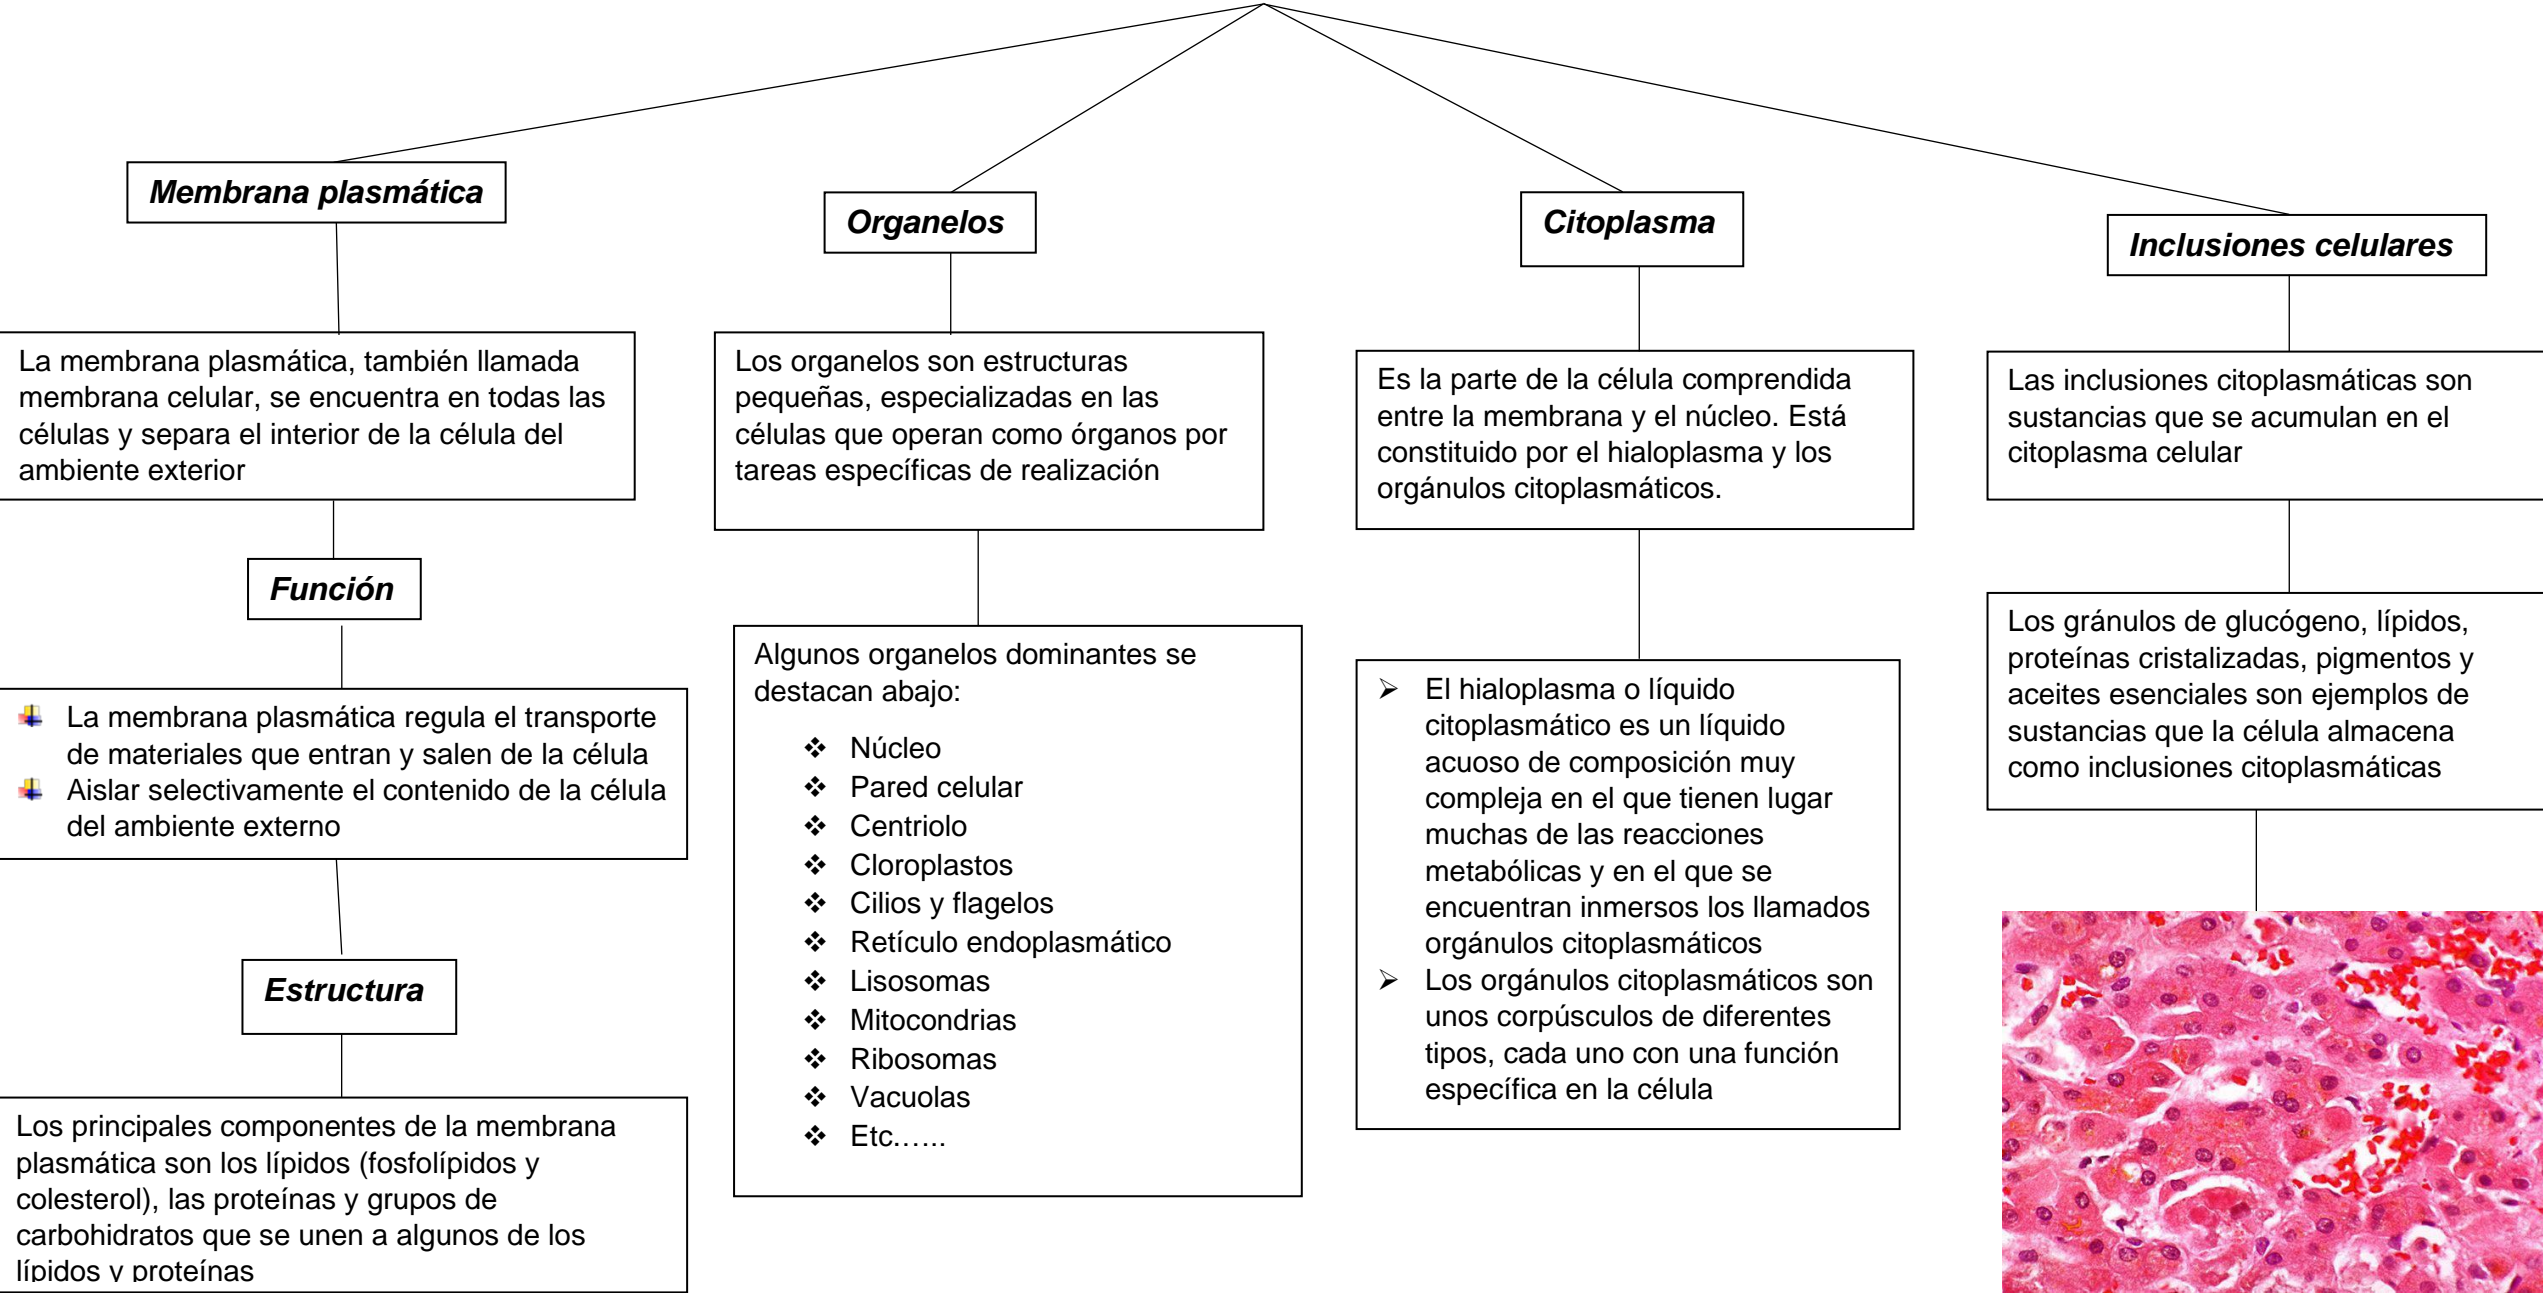 Membrana plasmática
La membrana plasmática, también llamada
membrana celular, se encuentra en todas las
células y separa el interior de la célula del
ambiente exterior
Función
La membrana plasmática regula el transporte
de materiales que entran y salen de la célula
Aislar selectivamente el contenido de la célula
del ambiente externo
Estructura
Los principales componentes de la membrana
plasmática son los lípidos (fosfolípidos y
colesterol), las proteínas y grupos de
carbohidratos que se unen a algunos de los
lípidos y proteínas
Organelos
Los organelos son estructuras
pequeñas, especializadas en las
células que operan como órganos por
tareas específicas de realización
Algunos organelos dominantes se
destacan abajo:
Núcleo
Pared celular
Centriolo
Cloroplastos
Cilios y flagelos
Retículo endoplasmático
Lisosomas
Mitocondrias
Ribosomas
Vacuolas
Etc.…...
Citoplasma
Es la parte de la célula comprendida
entre la membrana y el núcleo. Está
constituido por el hialoplasma y los
orgánulos citoplasmáticos.
El hialoplasma o líquido
citoplasmático es un líquido
acuoso de composición muy
compleja en el que tienen lugar
muchas de las reacciones
metabólicas y en el que se
encuentran inmersos los llamados
orgánulos citoplasmáticos
Los orgánulos citoplasmáticos son
unos corpúsculos de diferentes
tipos, cada uno con una función
específica en la célula
Inclusiones celulares
Las inclusiones citoplasmáticas son
sustancias que se acumulan en el
citoplasma celular
Los gránulos de glucógeno, lípidos,
proteínas cristalizadas, pigmentos y
aceites esenciales son ejemplos de
sustancias que la célula almacena
como inclusiones citoplasmáticas